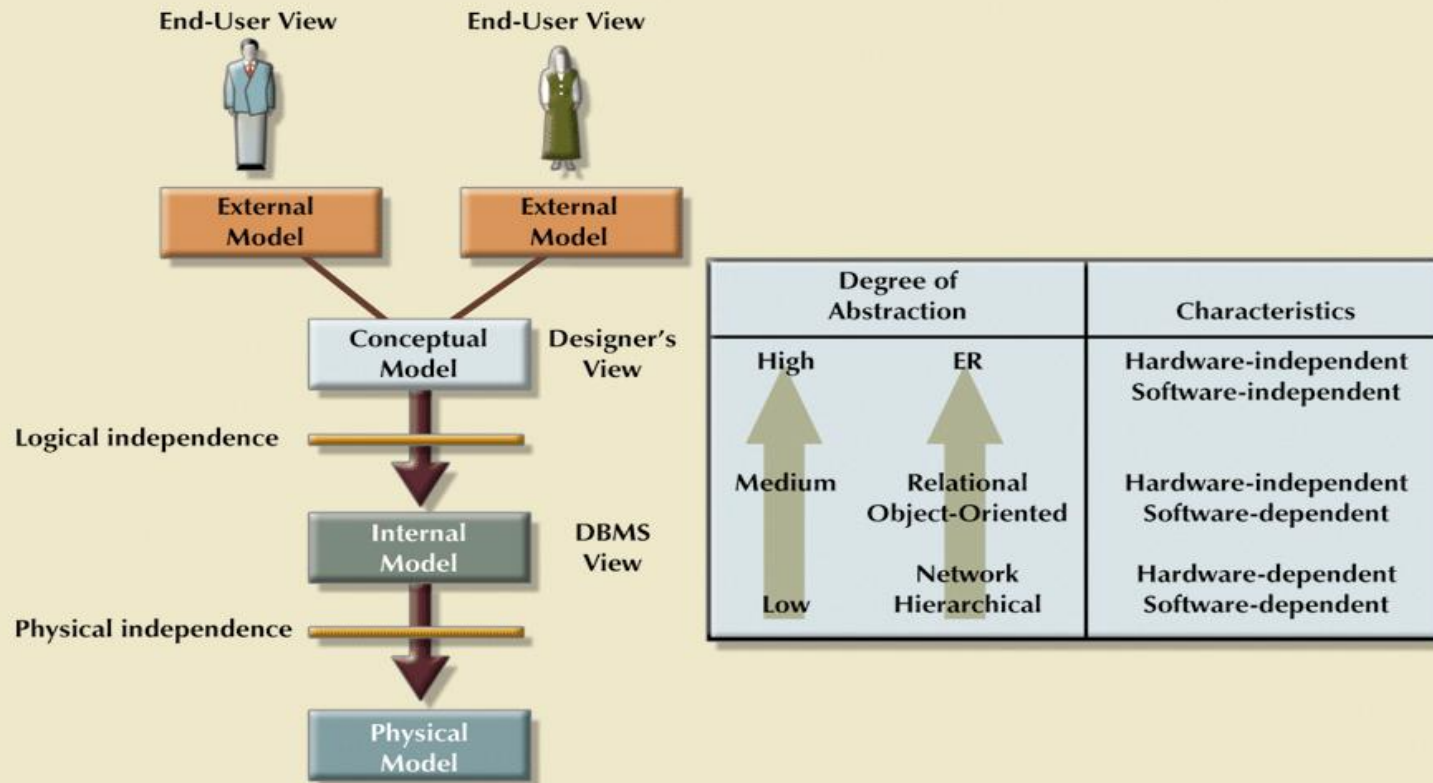 End-User View
End-User View
External
Model
External
Model
Conceptual
Model
Designer's
View
Logical independence
Internal
Model
DBMS
View
Physical independence
Physical
Model
Degree of
Abstraction
Characteristics
High
ER
Hardware-independent
Software-independent
Medium
Relational
Object-Oriented
Hardware-independent
Software-dependent
Low
Network
Hierarchical
Hardware-dependent
Software-dependent